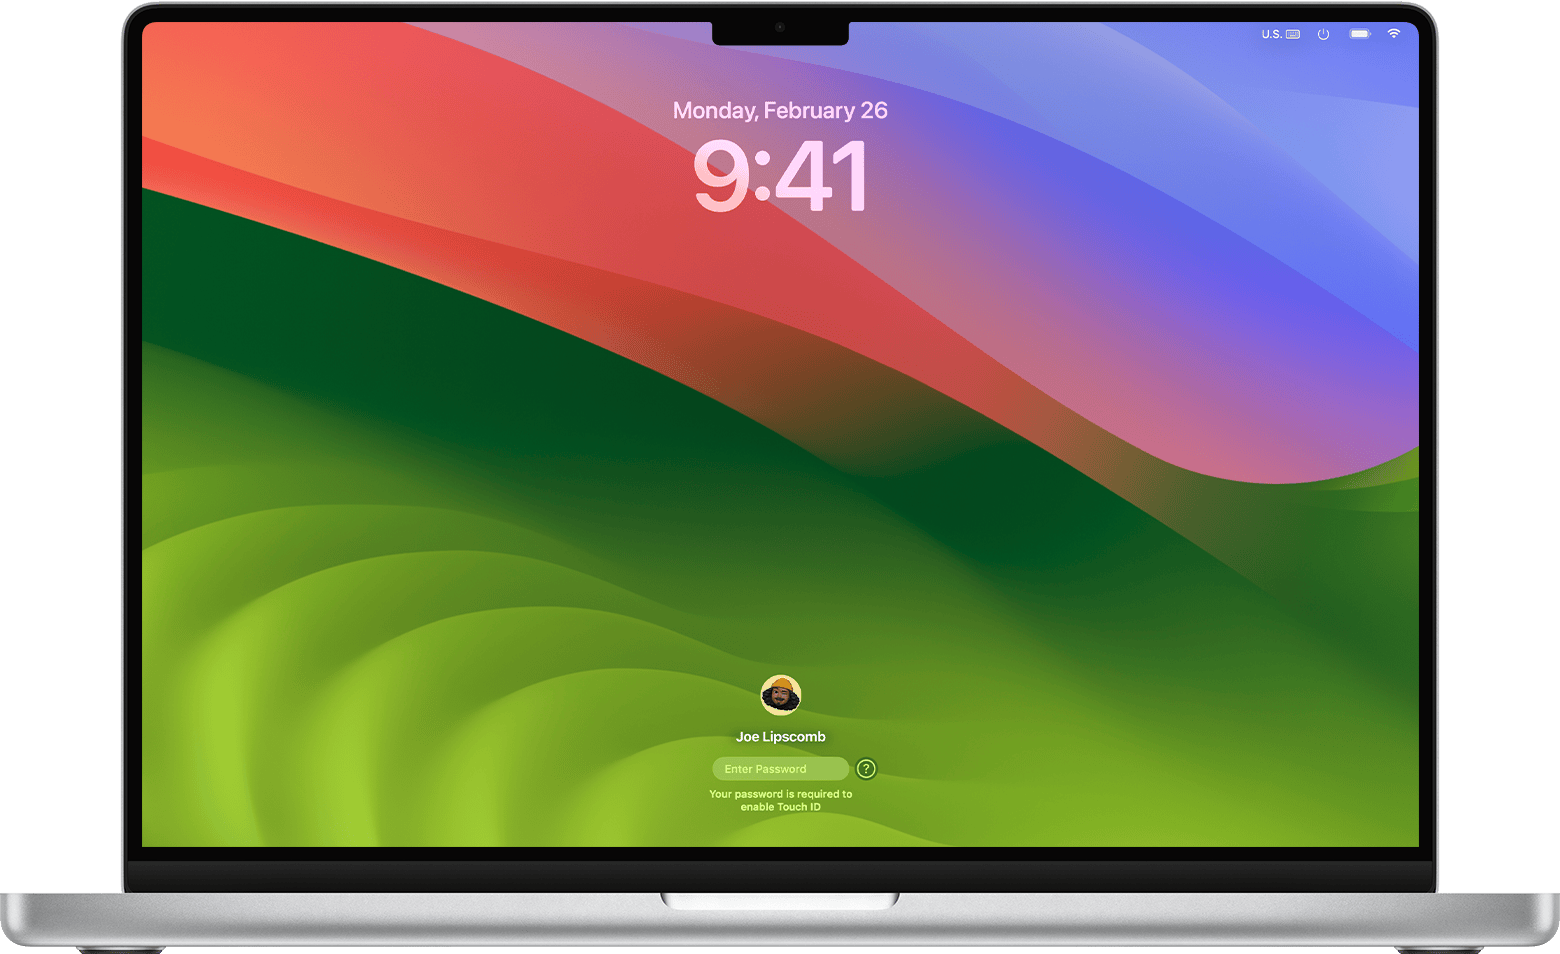 U.S.
Monday, February 26
9:41
Joe Lipscomb
Enter Password
?
Your password is required to
enable Touch ID